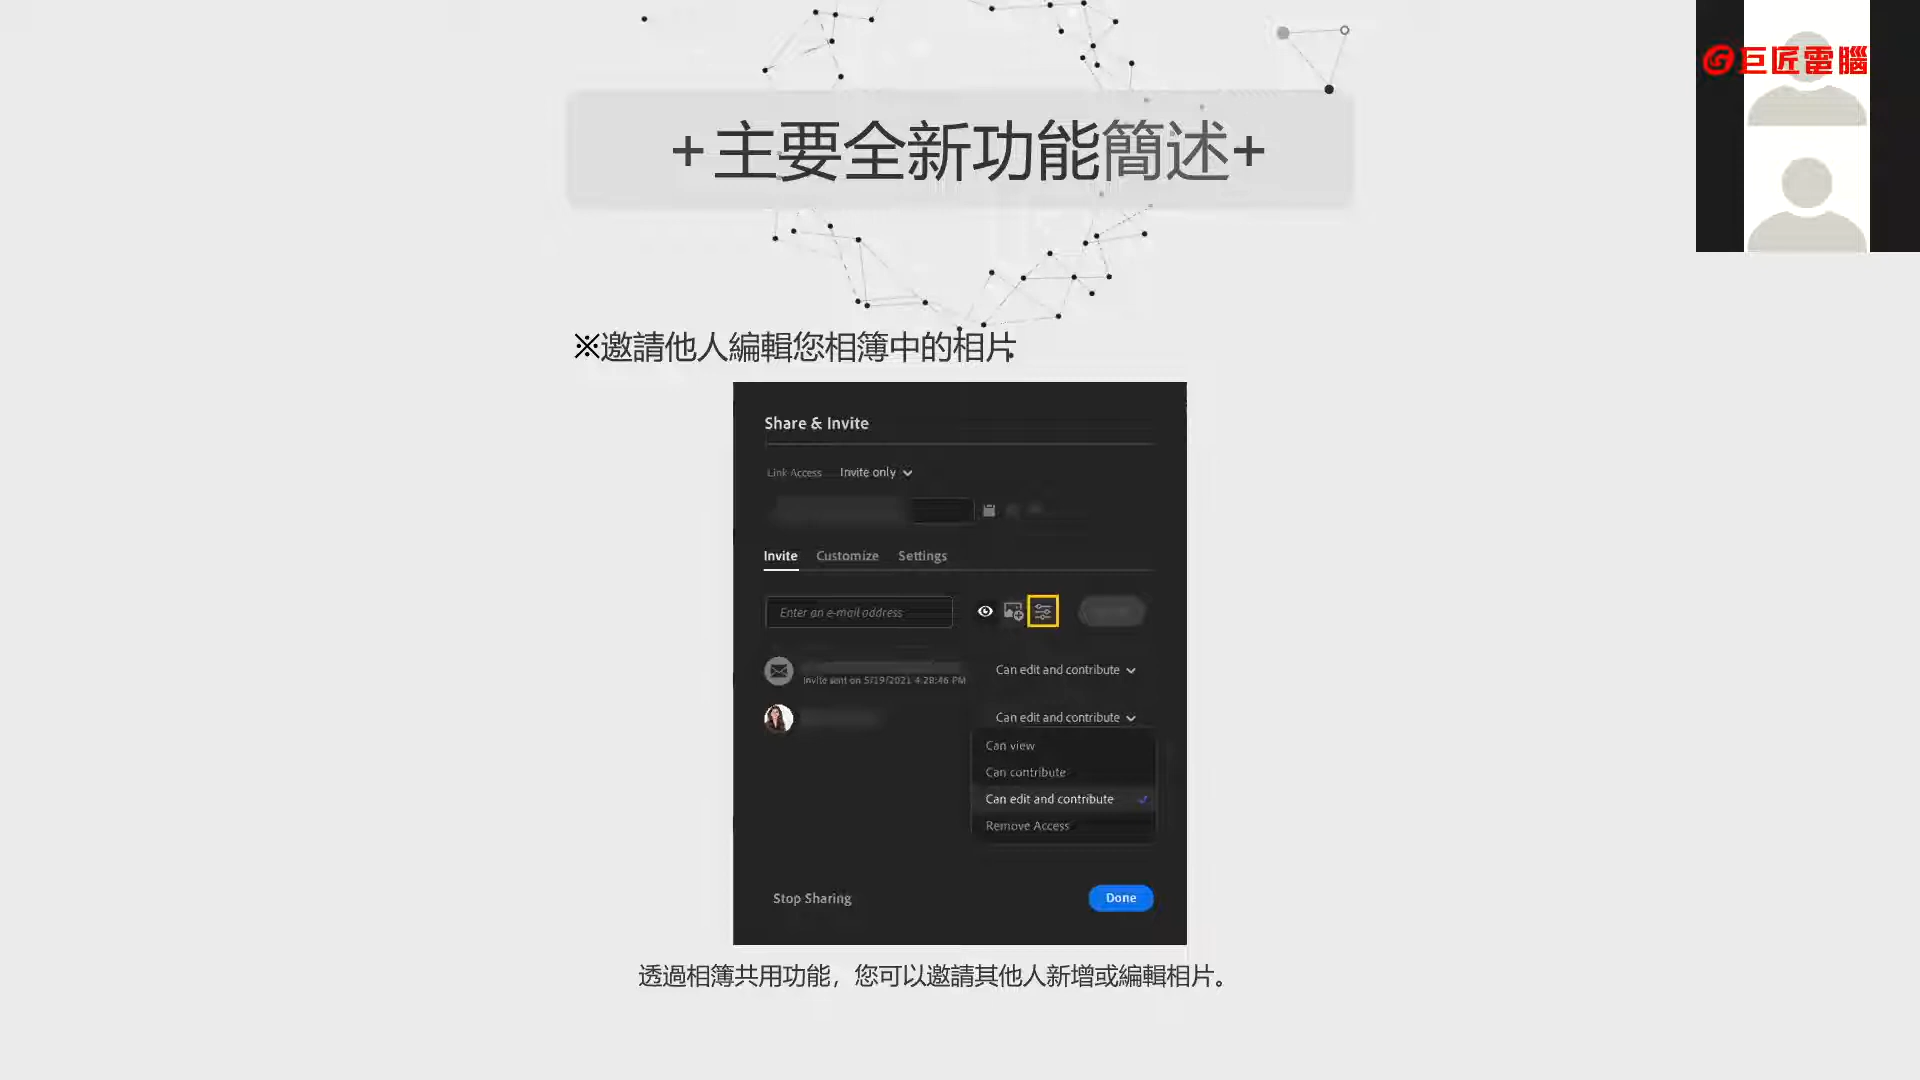 巨匠電腦
+主要全新功能簡述+
※邀請他人編輯您相簿中的相片
Share & Invite
Link Access Invite only
Invite Customize Settings
Enter an e-mail address
Can edit and contribute
Invite sent on 5/19/2021 4:28:46 PM
Can edit and contribute
Can view
Can contribute
Can edit and contribute
Remove Access
Stop Sharing Done
透過相簿共用功能，您可以邀請其他人新增或編輯相片。